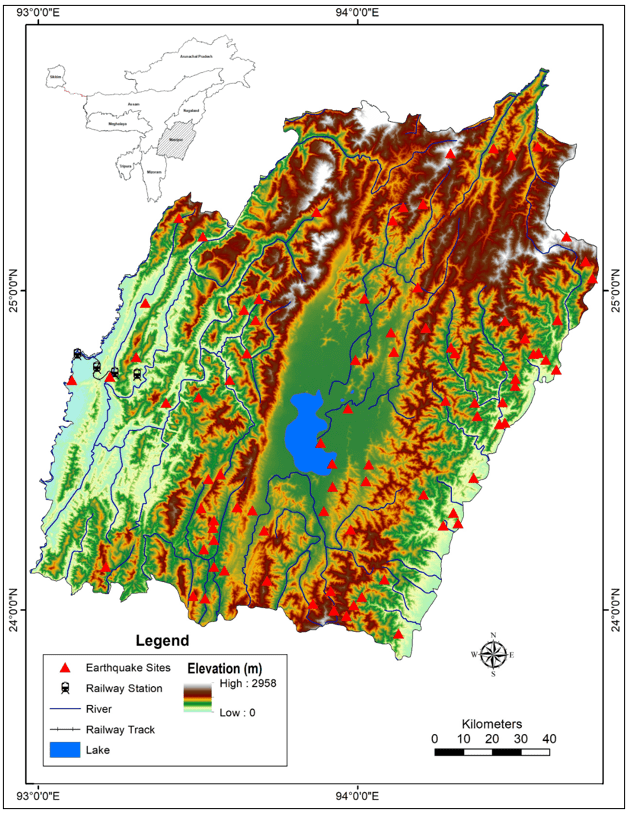 93°0'0"E
94°0'0"E
Arunachal Pradesh
Sikkim
Assam
Nagaland
Meghalaya
Manipur
Tripura
Mizoram
25°0'0"N
25°0'0"N
24°0'0"N
24°0'0"N
Legend
Earthquake Sites
Railway Station
River
Railway Track
Lake
Elevation (m)
High : 2958
Low : 0
N
W
E
S
Kilometers
0 10 20 30 40
93°0'0"E
94°0'0"E